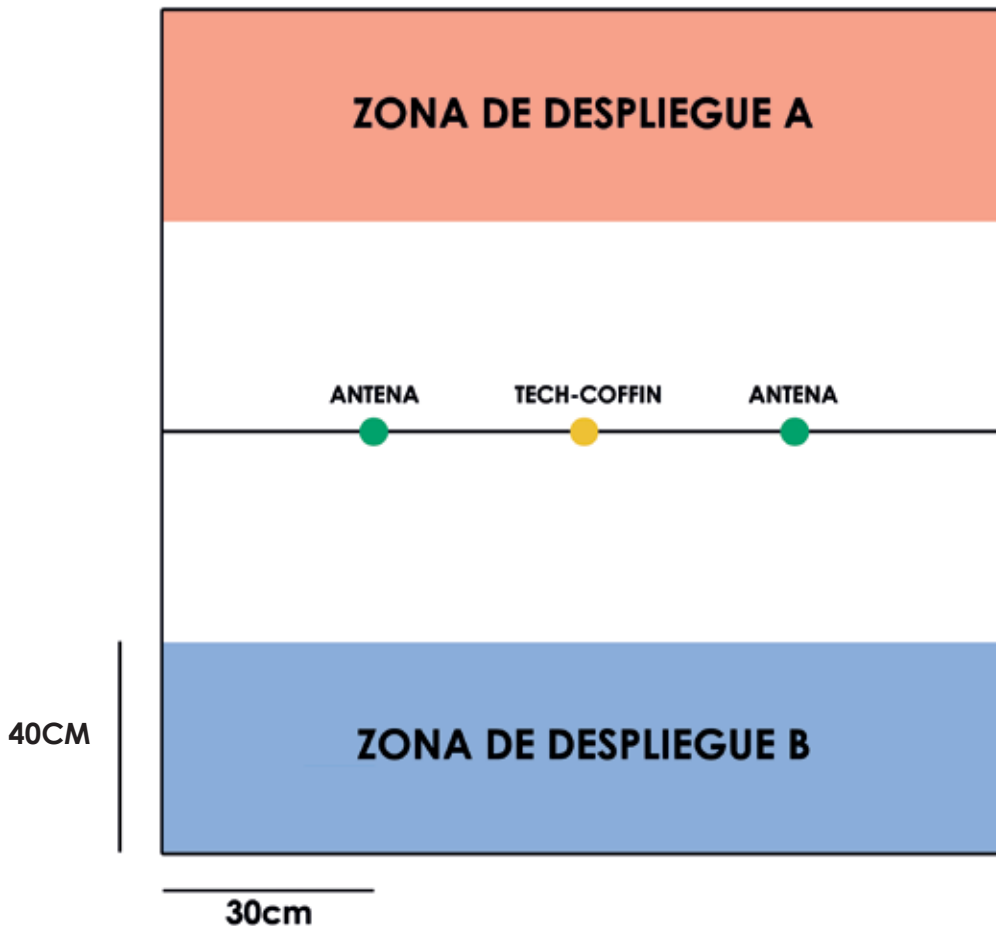 ZONA DE DESPLIEGUE A
ANTENA
TECH-COFFIN
ANTENA
40CM
ZONA DE DESPLIEGUE B
30cm